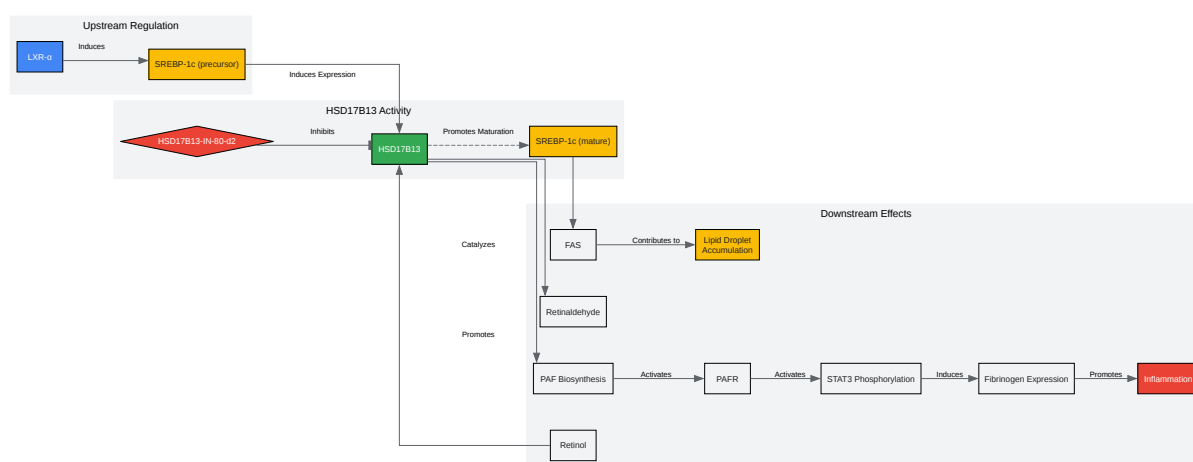 Upstream Regulation
LXR-α
Induces
SREBP-1c (precursor)
Induces Expression
HSD17B13 Activity
HSD17B13-IN-80-d2
Inhibits
HSD17B13
Promotes Maturation
SREBP-1c (mature)
Downstream Effects
Catalyzes
FAS
Contributes to
Lipid Droplet
Accumulation
Retinaldehyde
Promotes
PAF Biosynthesis
Activates
PAFR
Activates
STAT3 Phosphorylation
Induces
Fibrinogen Expression
Promotes
Inflammation
Retinol